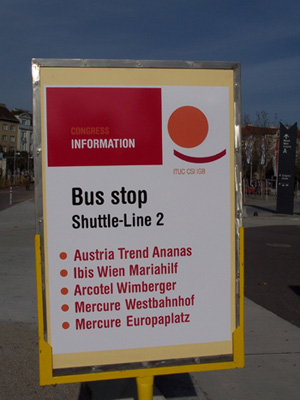 CONGRESS
INFORMATION
ITUC CSI IGB
Bus stop
Shuttle-Line 2
Austria Trend Ananas
Ibis Wien Mariahilf
Arcotel Wimberger
Mercure Westbahnhof
Mercure Europaplatz